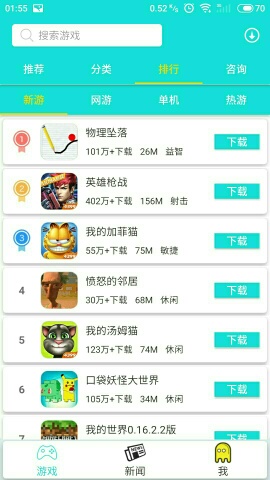 01:55
0.52 ᴋ/s
70
搜索游戏
推荐 分类 排行 咨询
新游 网游 单机 热游
1
物理坠落
101万+下载 26M 益智
下载
2
英雄枪战
402万+下载 156M 射击
下载
3
我的加菲猫
55万+下载 75M 敏捷
下载
4
愤怒的邻居
30万+下载 68M 休闲
下载
5
我的汤姆猫
123万+下载 74M 休闲
下载
6
口袋妖怪大世界
105万+下载 34M 休闲
下载
7
我的世界0.16.2.2版
游戏 新闻 我